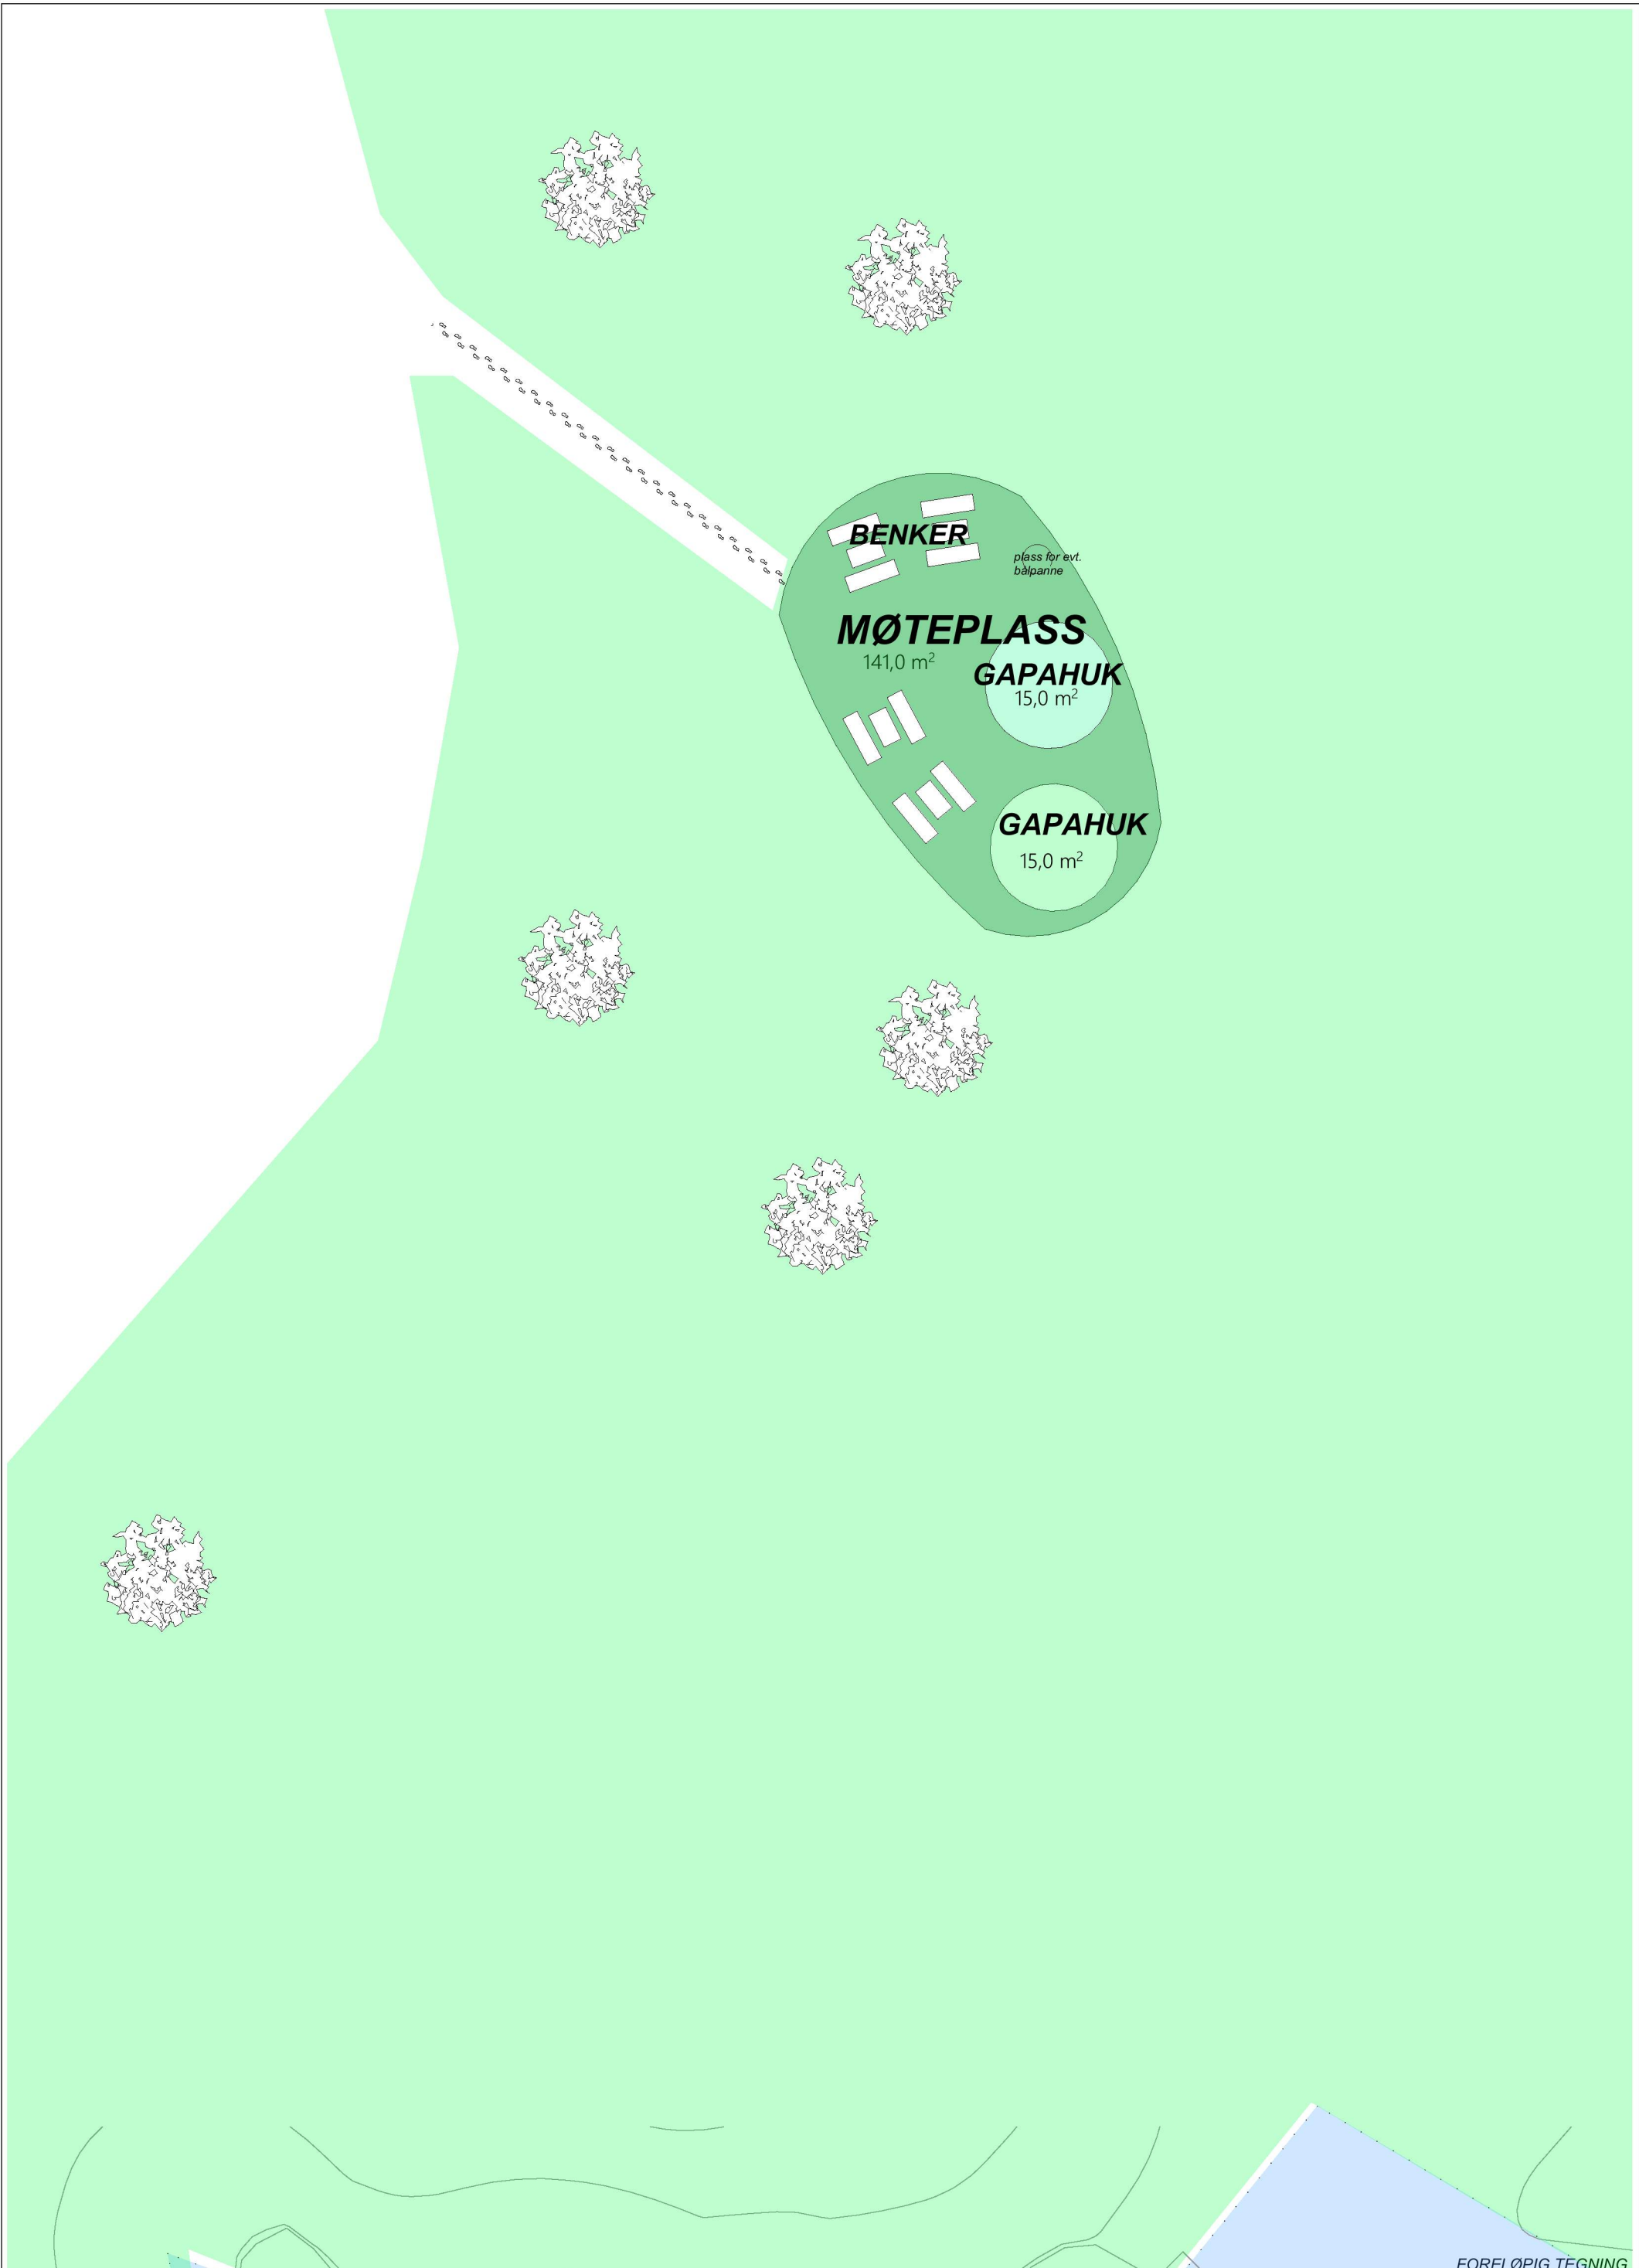 BENKER
plass for evt.
bålpanne
MØTEPLASS
141,0 m²
GAPAHUK
15,0 m²
GAPAHUK
15,0 m²
FORELØPIG TEGNING